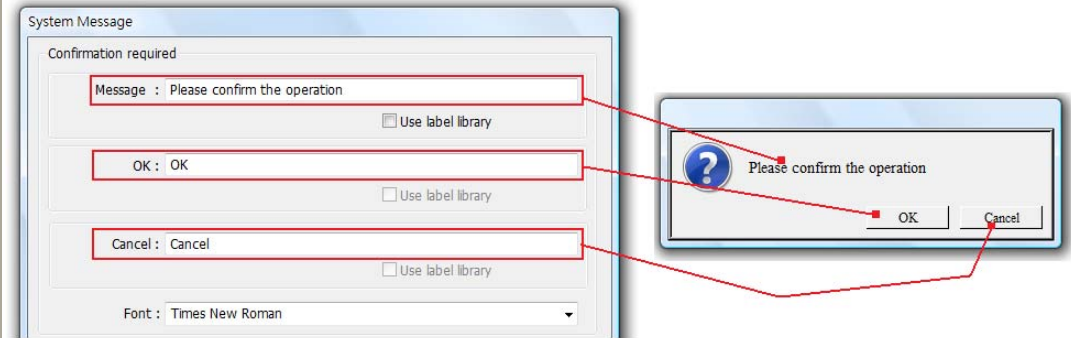 System Message
Confirmation required
Message : Please confirm the operation
Use label library
OK : OK
Use label library
Cancel : Cancel
Use label library
Font : Times New Roman
Please confirm the operation
OK Cancel